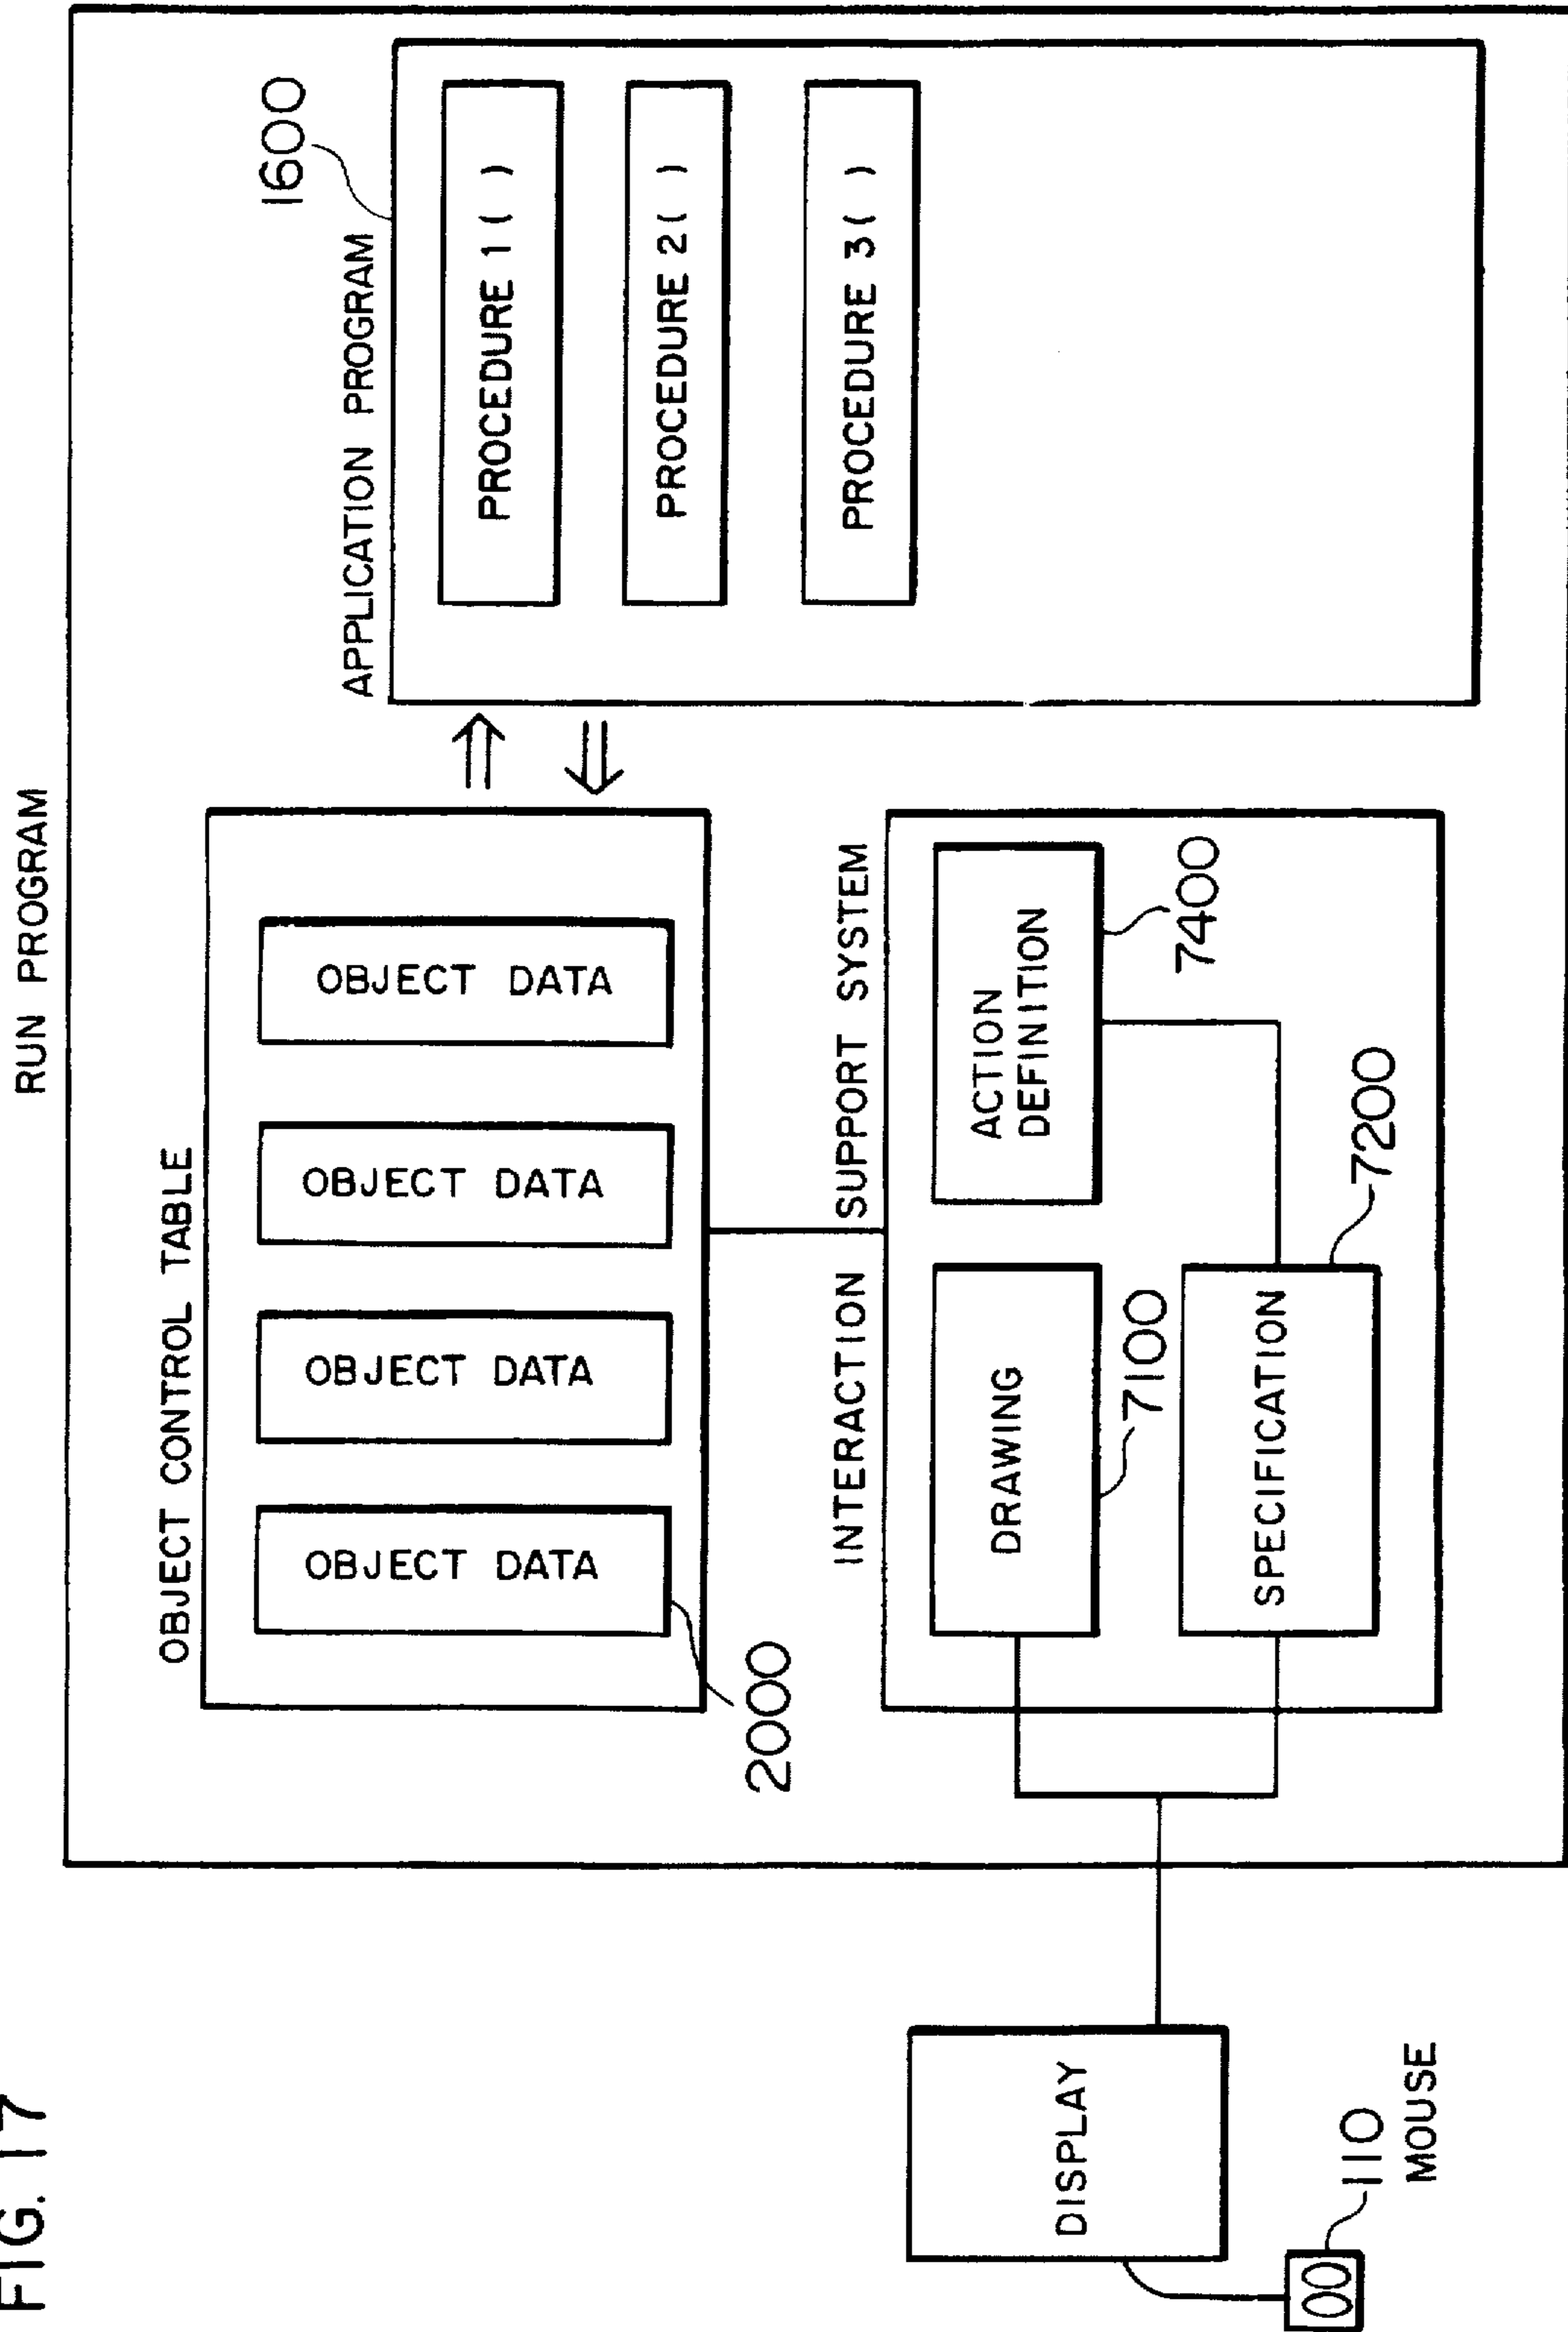 FIG. 17
RUN PROGRAM
OBJECT CONTROL TABLE
OBJECT DATA
OBJECT DATA
OBJECT DATA
OBJECT DATA
2000
APPLICATION PROGRAM
1600
PROCEDURE 1 ( )
PROCEDURE 2 ( )
PROCEDURE 3 ( )
INTERACTION SUPPORT SYSTEM
DRAWING
7100
ACTION
DEFINITION
7400
SPECIFICATION
7200
DISPLAY
110
MOUSE